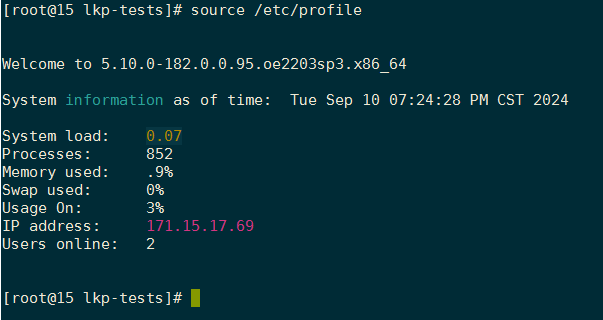 [root@15 lkp-tests]# source /etc/profile
Welcome to 5.10.0-182.0.0.95.oe2203sp3.x86_64
System information as of time:  Tue Sep 10 07:24:28 PM CST 2024
System load:    0.07
Processes:      852
Memory used:    .9%
Swap used:      0%
Usage On:       3%
IP address:     171.15.17.69
Users online:   2
[root@15 lkp-tests]#